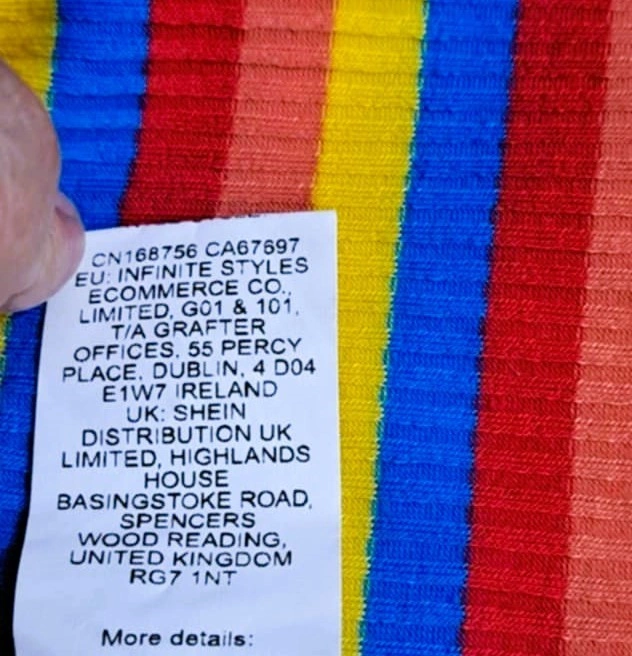 CN168756 CA67697
EU: INFINITE STYLES
ECOMMERCE CO.,
LIMITED, G01 & 101,
T/A GRAFTER
OFFICES, 55 PERCY
PLACE, DUBLIN, 4 D04
E1W7 IRELAND
UK: SHEIN
DISTRIBUTION UK
LIMITED, HIGHLANDS
HOUSE
BASINGSTOKE ROAD,
SPENCERS
WOOD READING,
UNITED KINGDOM
RG7 1NT
More details: